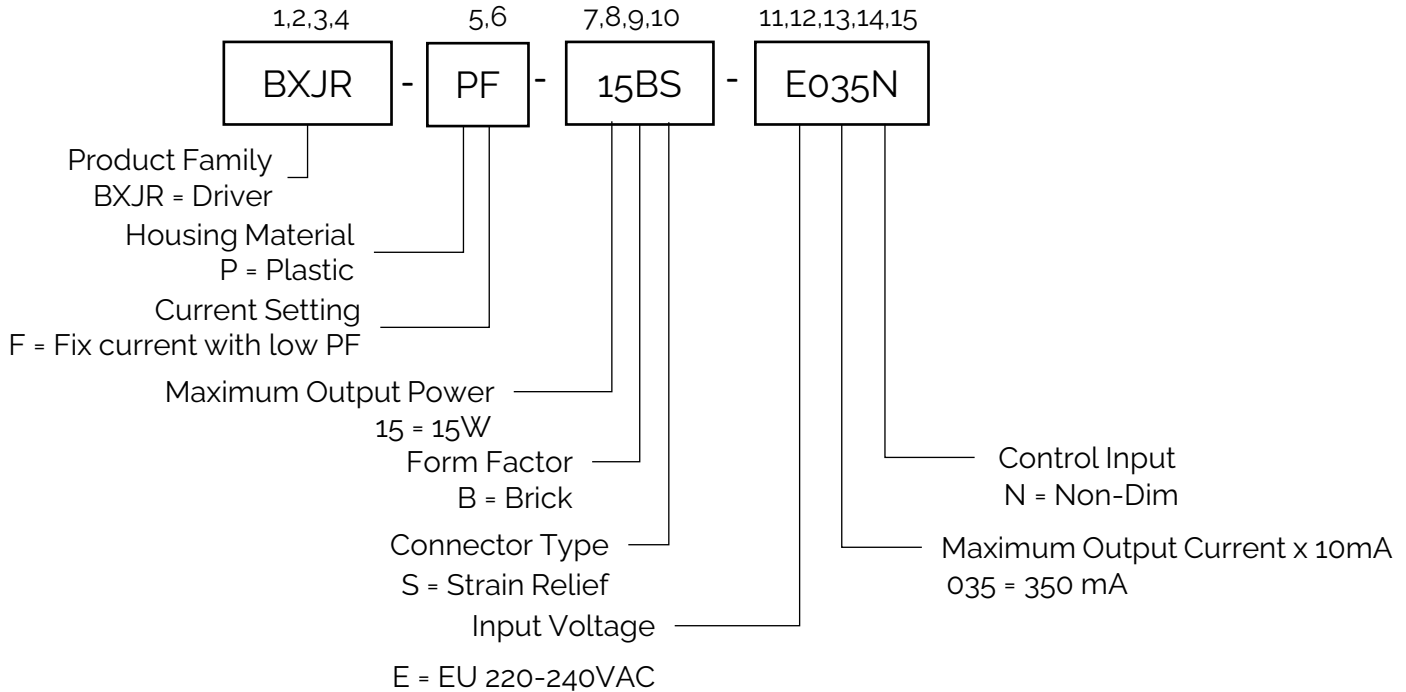 1,2,3,4 5,6 7,8,9,10 11,12,13,14,15
BXJR - PF - 15BS - E035N
Product Family
BXJR = Driver
Housing Material
P = Plastic
Current Setting
F = Fix current with low PF
Maximum Output Power
15 = 15W
Form Factor
B = Brick
Connector Type
S = Strain Relief
Input Voltage
E = EU 220-240VAC
Control Input
N = Non-Dim
Maximum Output Current x 10mA
035 = 350 mA